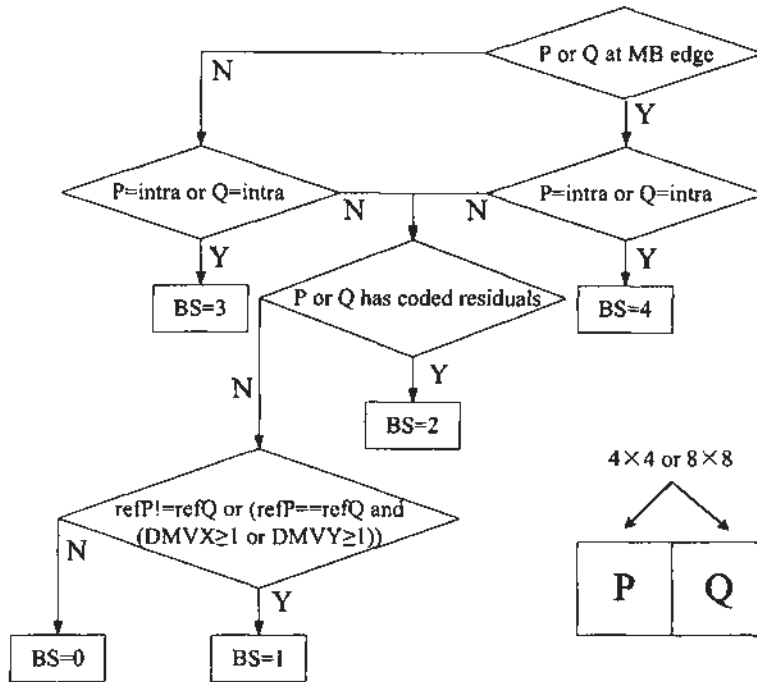 P or Q at MB edge
N
Y
P=intra or Q=intra
P=intra or Q=intra
N
N
Y
Y
BS=3
P or Q has coded residuals
BS=4
N
Y
BS=2
4×4 or 8×8
refP!=refQ or (refP==refQ and
(DMVX≥1 or DMVY≥1))
N
Y
P
Q
BS=0
BS=1